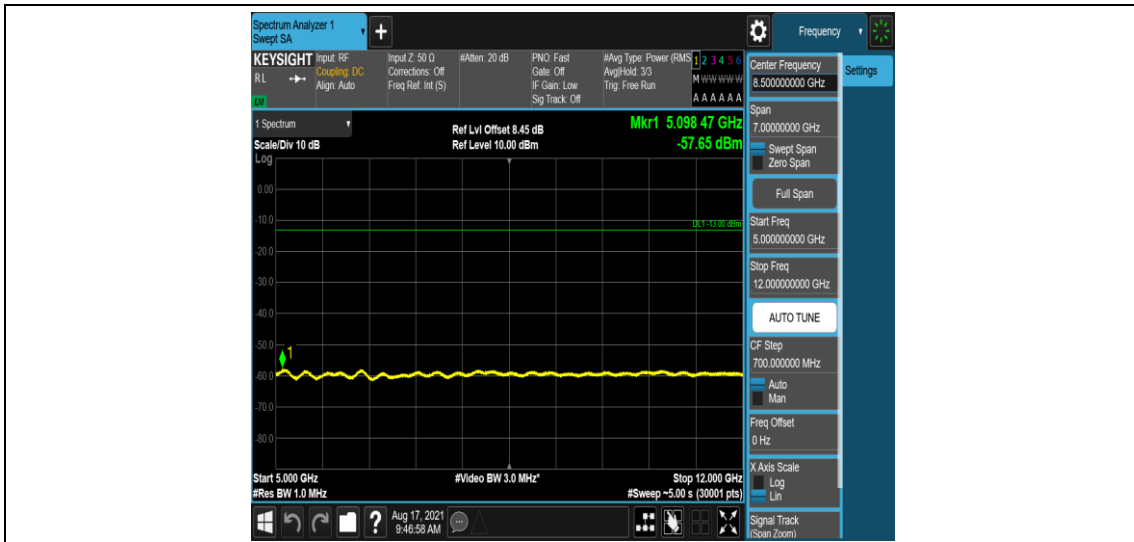 Spectrum Analyzer 1
Swept SA
+
Frequency
KEYSIGHT
RL
LM
Input: RF
Coupling: DC
Align: Auto
Input Z: 50 Ω
Corrections: Off
Freq Ref: Int (S)
#Atten: 20 dB
PNO: Fast
Gate: Off
IF Gain: Low
Sig Track: Off
#Avg Type: Power (RMS
Avg|Hold: 3/3
Trig: Free Run
1 2 3 4 5 6
M W W W W W
A A A A A A
1 Spectrum
Scale/Div 10 dB
Ref Lvl Offset 8.45 dB
Ref Level 10.00 dBm
Mkr1 5.098 47 GHz
-57.65 dBm
Log
0.00
-10.0
DL1 -13.00 dBm
-20.0
-30.0
-40.0
-50.0
1
-60.0
-70.0
-80.0
Start 5.000 GHz
#Res BW 1.0 MHz
#Video BW 3.0 MHz*
Stop 12.000 GHz
#Sweep ~5.00 s (30001 pts)
Center Frequency
8.500000000 GHz
Settings
Span
7.00000000 GHz
Swept Span
Zero Span
Full Span
Start Freq
5.000000000 GHz
Stop Freq
12.000000000 GHz
AUTO TUNE
CF Step
700.000000 MHz
Auto
Man
Freq Offset
0 Hz
X Axis Scale
Log
Lin
Signal Track
(Span Zoom)
?
Aug 17, 2021
9:46:58 AM